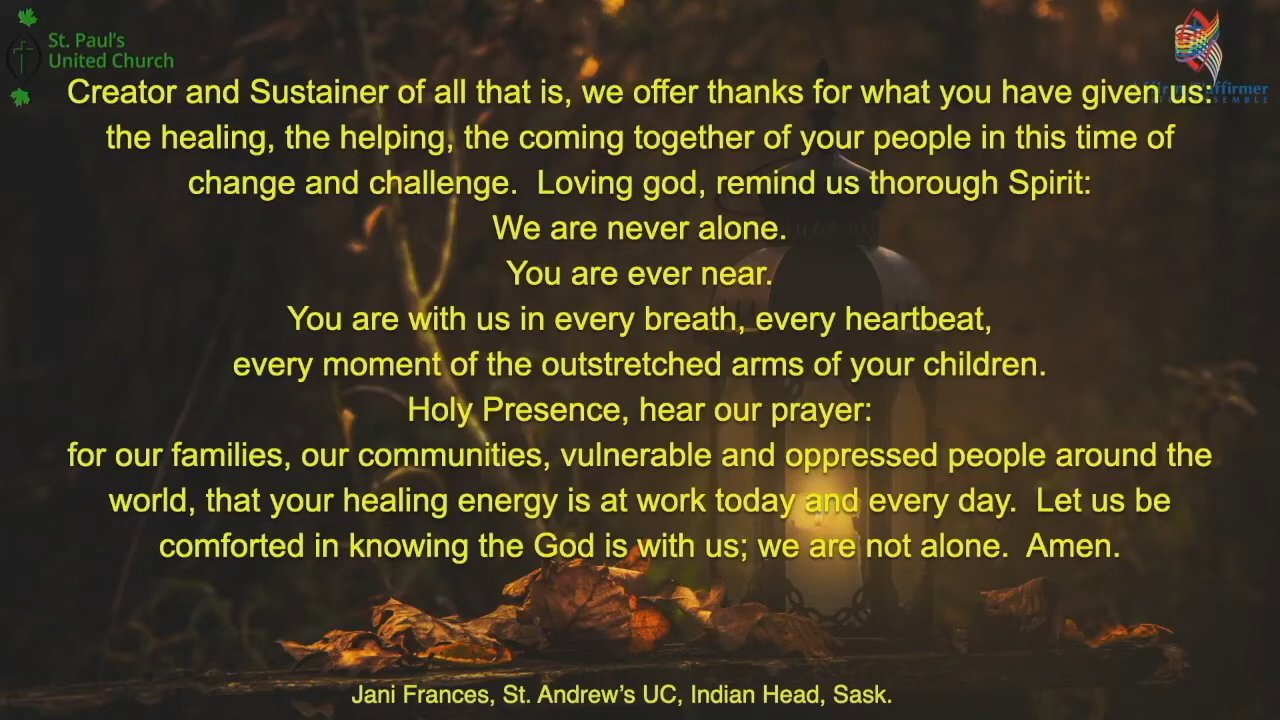 St. Paul's
United Church
Creator and Sustainer of all that is, we offer thanks for what you have given us:
the healing, the helping, the coming together of your people in this time of
change and challenge.  Loving god, remind us thorough Spirit:
We are never alone.
You are ever near.
You are with us in every breath, every heartbeat,
every moment of the outstretched arms of your children.
Holy Presence, hear our prayer:
for our families, our communities, vulnerable and oppressed people around the
world, that your healing energy is at work today and every day.  Let us be
comforted in knowing the God is with us; we are not alone.  Amen.
Jani Frances, St. Andrew’s UC, Indian Head, Sask.